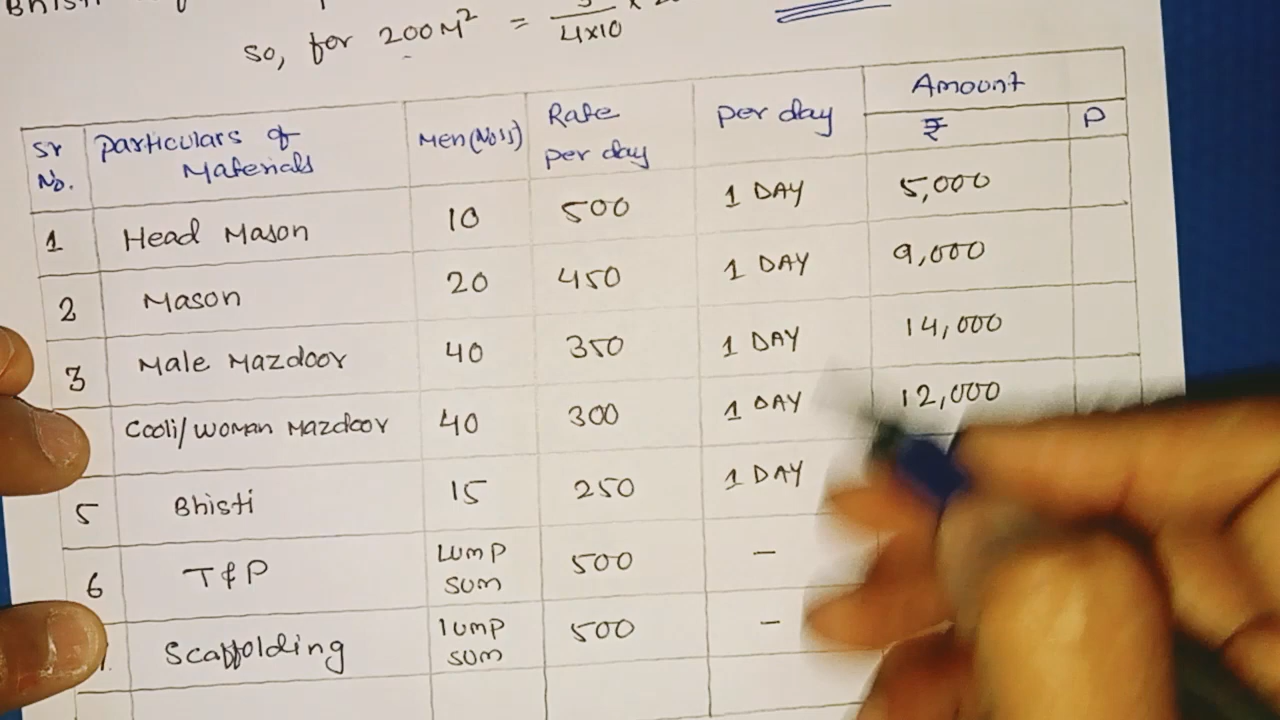 so, for 200M² =
4x10
Amount
Sr No. Particulars of Materials Men(No's) Rate per day per day ₹ P
1 Head Mason 10 500 1 DAY 5,000
2 Mason 20 450 1 DAY 9,000
3 Male Mazdoor 40 350 1 DAY 14,000
Cooli/woman Mazdoor 40 300 1 DAY 12,000
5 Bhisti 15 250 1 DAY
6 T&P Lump sum 500 -
Scaffolding lump sum 500 -